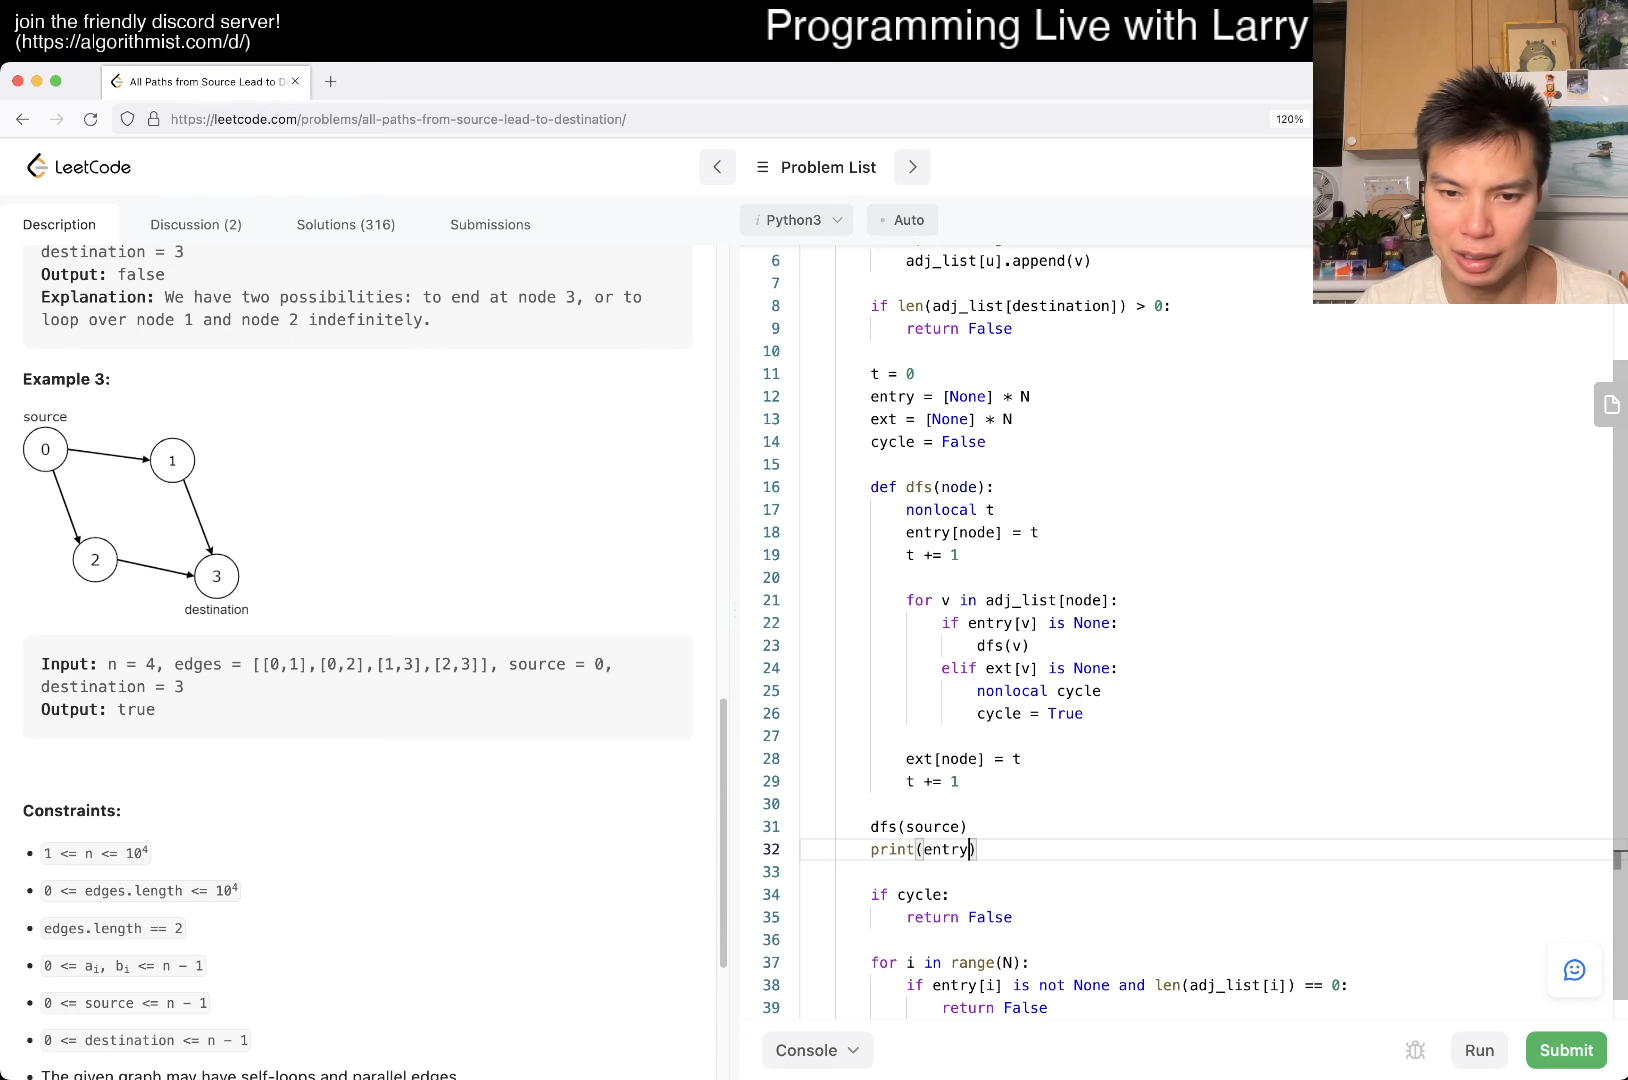 join the friendly discord server!
(https://algorithmist.com/d/)
Programming Live with Larry
All Paths from Source Lead to D
https://leetcode.com/problems/all-paths-from-source-lead-to-destination/
120%
LeetCode
Problem List
Description
Discussion (2)
Solutions (316)
Submissions
i Python3
Auto
destination = 3
Output: false
Explanation: We have two possibilities: to end at node 3, or to
loop over node 1 and node 2 indefinitely.
Example 3:
source
0
1
2
3
destination
Input: n = 4, edges = [[0,1],[0,2],[1,3],[2,3]], source = 0,
destination = 3
Output: true
Constraints:
• 1 <= n <= 10⁴
• 0 <= edges.length <= 10⁴
• edges.length == 2
• 0 <= aᵢ, bᵢ <= n - 1
• 0 <= source <= n - 1
• 0 <= destination <= n - 1
• The given graph may have self-loops and parallel edges
6 adj_list[u].append(v)
7
8 if len(adj_list[destination]) > 0:
9 return False
10
11 t = 0
12 entry = [None] * N
13 ext = [None] * N
14 cycle = False
15
16 def dfs(node):
17 nonlocal t
18 entry[node] = t
19 t += 1
20
21 for v in adj_list[node]:
22 if entry[v] is None:
23 dfs(v)
24 elif ext[v] is None:
25 nonlocal cycle
26 cycle = True
27
28 ext[node] = t
29 t += 1
30
31 dfs(source)
32 print(entry)
33
34 if cycle:
35 return False
36
37 for i in range(N):
38 if entry[i] is not None and len(adj_list[i]) == 0:
39 return False
Console
Run
Submit